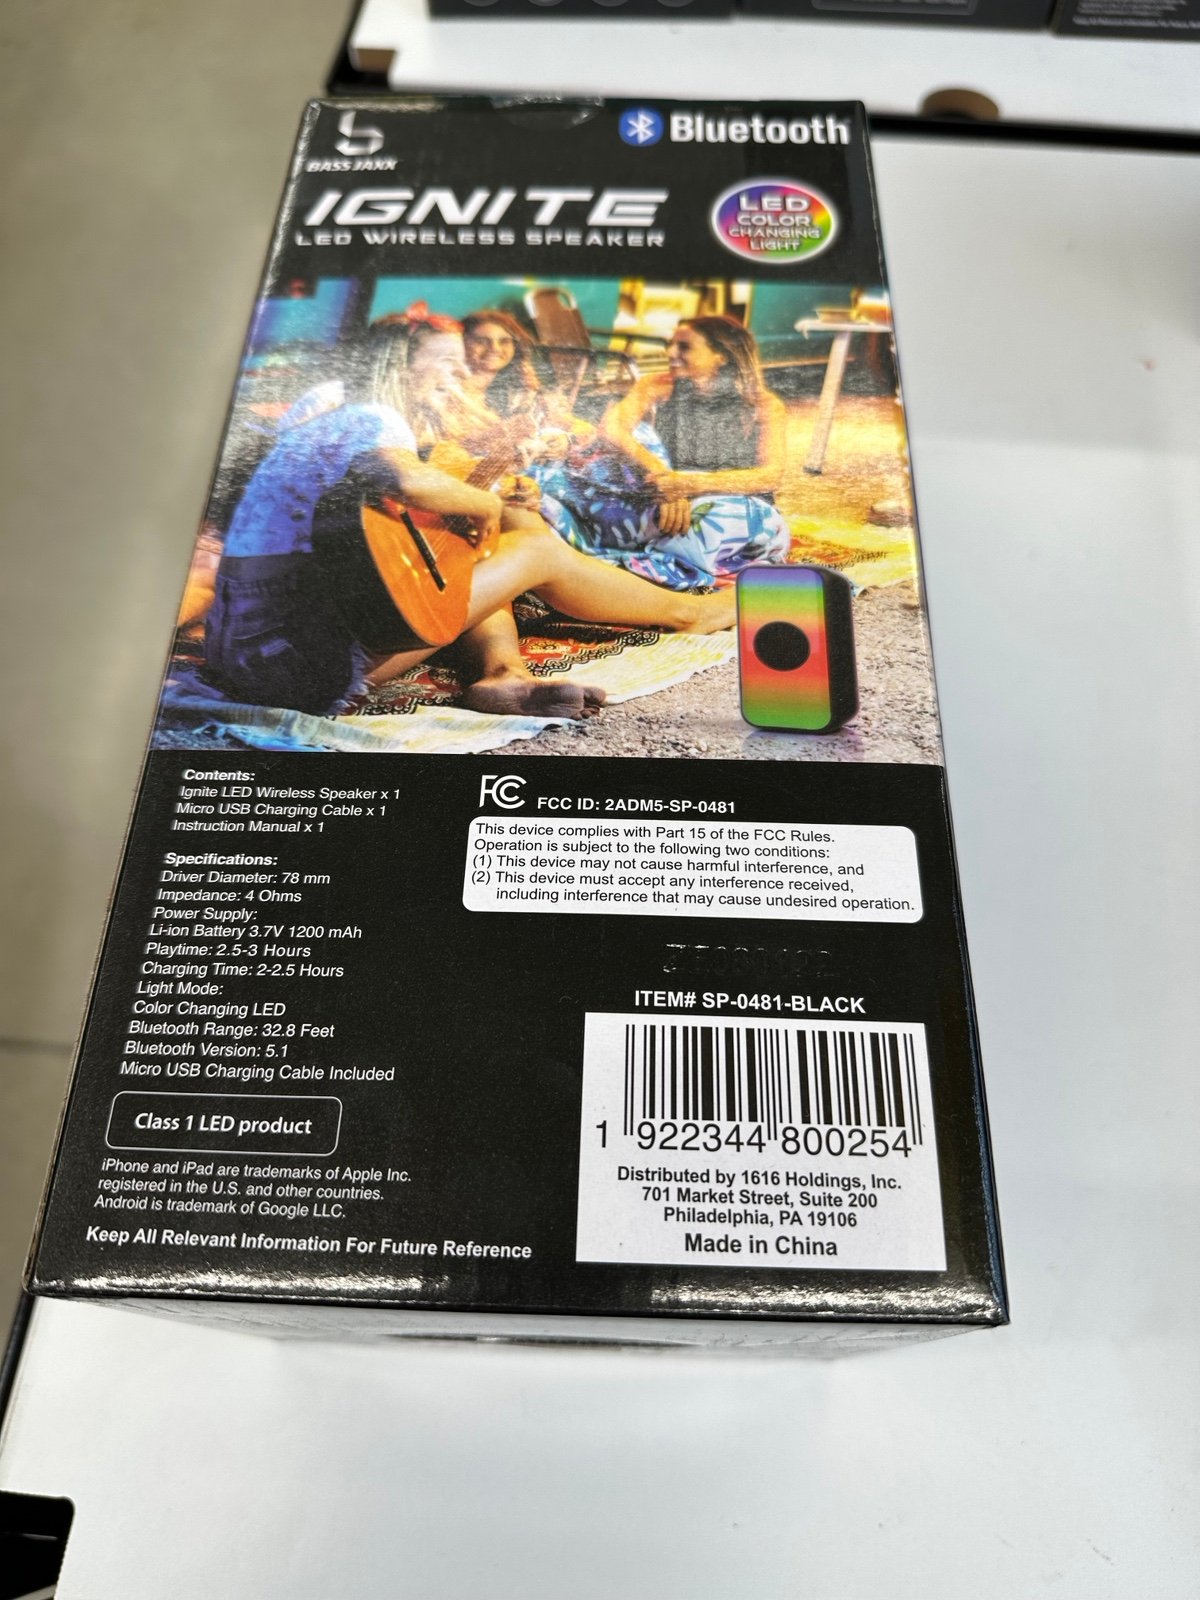 BASS JAXX
Bluetooth
IGNITE
LED WIRELESS SPEAKER
LED
COLOR
CHANGING
LIGHT
Contents:
Ignite LED Wireless Speaker x 1
Micro USB Charging Cable x 1
Instruction Manual x 1
Specifications:
Driver Diameter: 78 mm
Impedance: 4 Ohms
Power Supply:
Li-ion Battery 3.7V 1200 mAh
Playtime: 2.5-3 Hours
Charging Time: 2-2.5 Hours
Light Mode:
Color Changing LED
Bluetooth Range: 32.8 Feet
Bluetooth Version: 5.1
Micro USB Charging Cable Included
Class 1 LED product
iPhone and iPad are trademarks of Apple Inc.
registered in the U.S. and other countries.
Android is trademark of Google LLC.
Keep All Relevant Information For Future Reference
FC FCC ID: 2ADM5-SP-0481
This device complies with Part 15 of the FCC Rules.
Operation is subject to the following two conditions:
(1) This device may not cause harmful interference, and
(2) This device must accept any interference received,
including interference that may cause undesired operation.
ITEM# SP-0481-BLACK
1 922344 800254
Distributed by 1616 Holdings, Inc.
701 Market Street, Suite 200
Philadelphia, PA 19106
Made in China